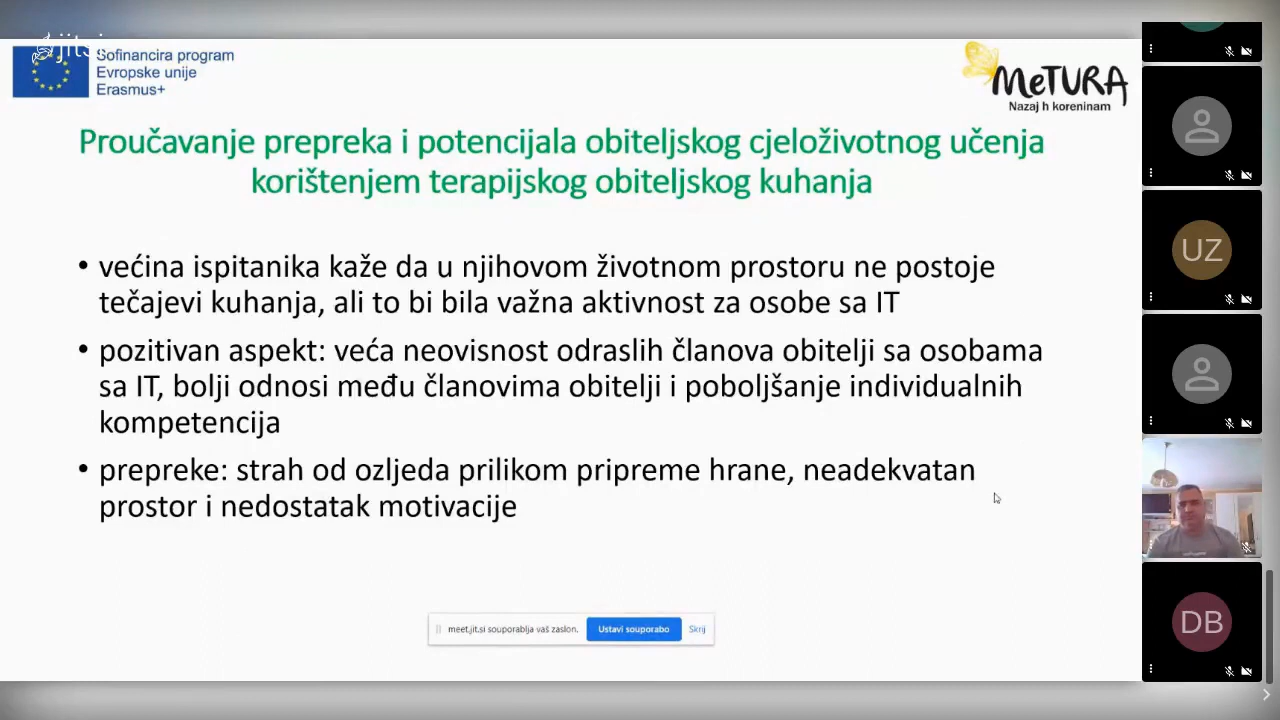 jitsi
Sofinancira program
Evropske unije
Erasmus+
MeTURA
Nazaj h koreninam
Proučavanje prepreka i potencijala obiteljskog cjeloživotnog učenja
korištenjem terapijskog obiteljskog kuhanja
• većina ispitanika kaže da u njihovom životnom prostoru ne postoje
tečajevi kuhanja, ali to bi bila važna aktivnost za osobe sa IT
• pozitivan aspekt: veća neovisnost odraslih članova obitelji sa osobama
sa IT, bolji odnosi među članovima obitelji i poboljšanje individualnih
kompetencija
• prepreke: strah od ozljeda prilikom pripreme hrane, neadekvatan
prostor i nedostatak motivacije
meet.jit.si souporablja vaš zaslon.
Ustavi souporabo
Skrij
UZ
DB